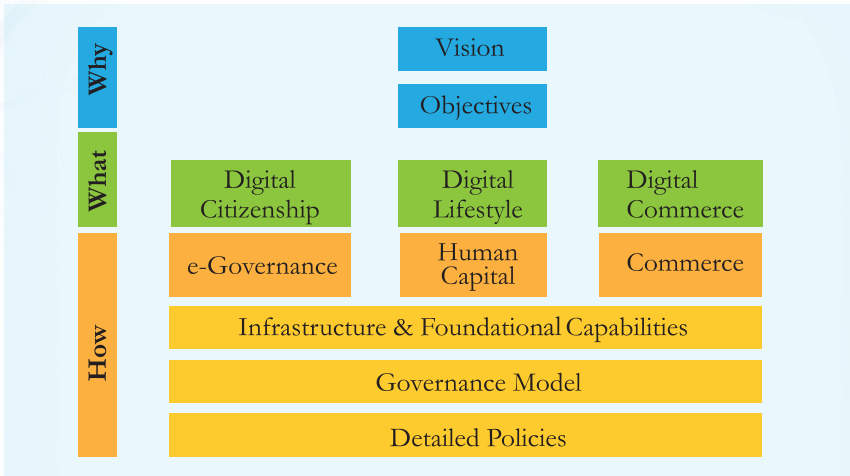 Why
Vision
Objectives
What
Digital
Citizenship
Digital
Lifestyle
Digital
Commerce
How
e-Governance
Human
Capital
Commerce
Infrastructure & Foundational Capabilities
Governance Model
Detailed Policies